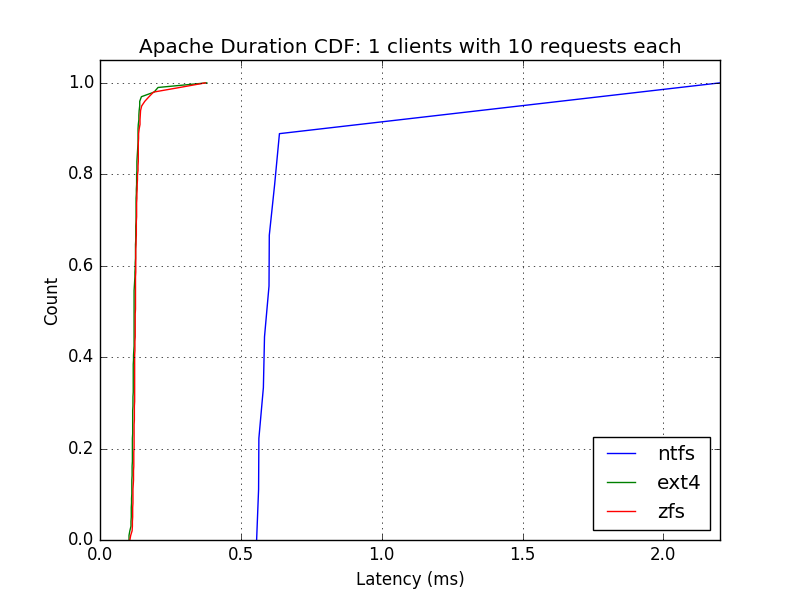 Apache Duration CDF: 1 clients with 10 requests each
1.0
0.8
0.6
0.4
0.2
0.0
Count
0.0 0.5 1.0 1.5 2.0
Latency (ms)
ntfs
ext4
zfs